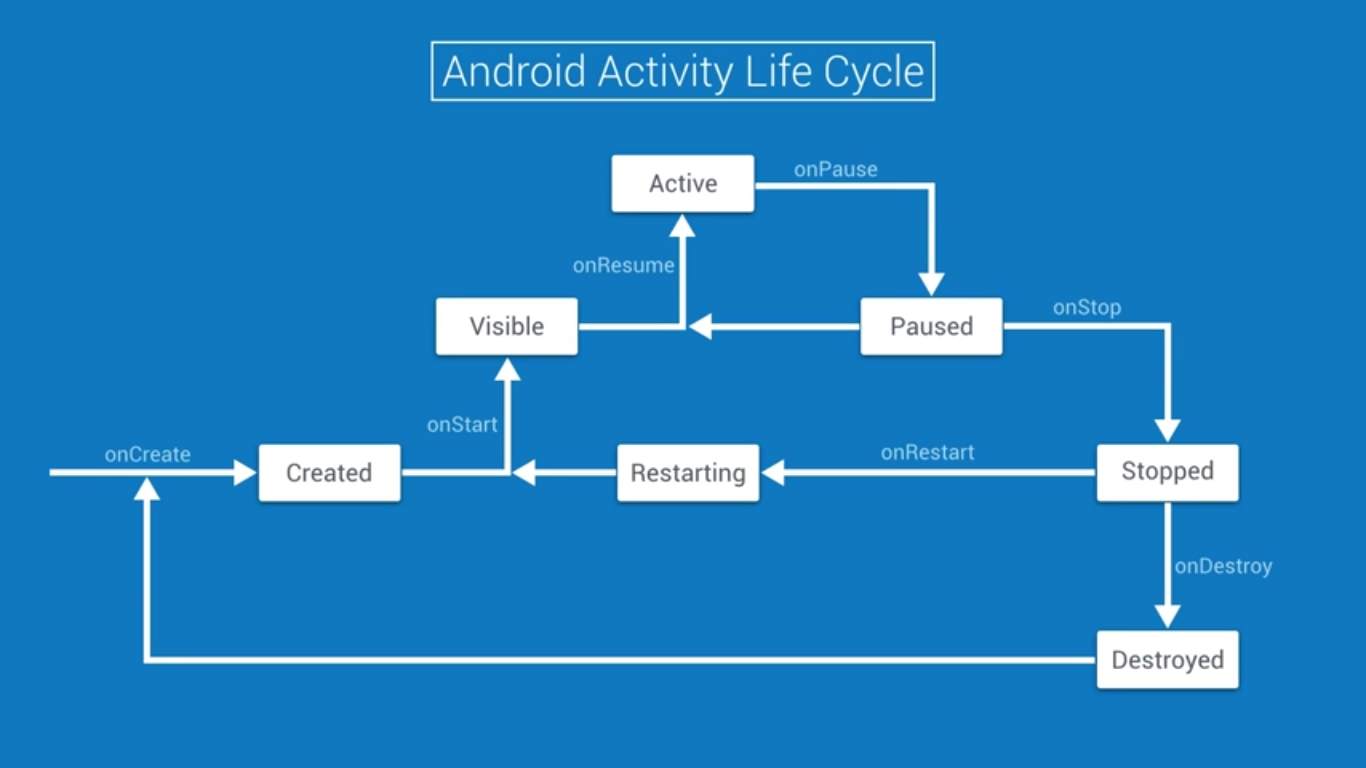 Android Activity Life Cycle
Active
onPause
onResume
Visible
Paused
onStop
onStart
onCreate
Created
Restarting
onRestart
Stopped
onDestroy
Destroyed